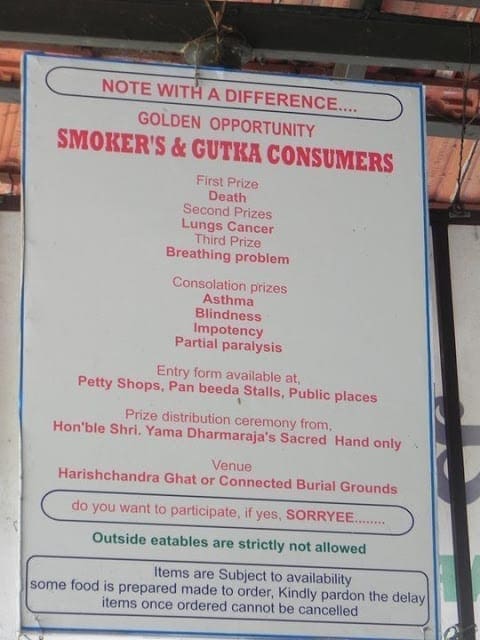 NOTE WITH A DIFFERENCE....
GOLDEN OPPORTUNITY
SMOKER'S & GUTKA CONSUMERS
First Prize
Death
Second Prizes
Lungs Cancer
Third Prize
Breathing problem
Consolation prizes
Asthma
Blindness
Impotency
Partial paralysis
Entry form available at,
Petty Shops, Pan beeda Stalls, Public places
Prize distribution ceremony from,
Hon'ble Shri. Yama Dharmaraja's Sacred Hand only
Venue
Harishchandra Ghat or Connected Burial Grounds
do you want to participate, if yes, SORRYEE........
Outside eatables are strictly not allowed
Items are Subject to availability
some food is prepared made to order, Kindly pardon the delay
items once ordered cannot be cancelled